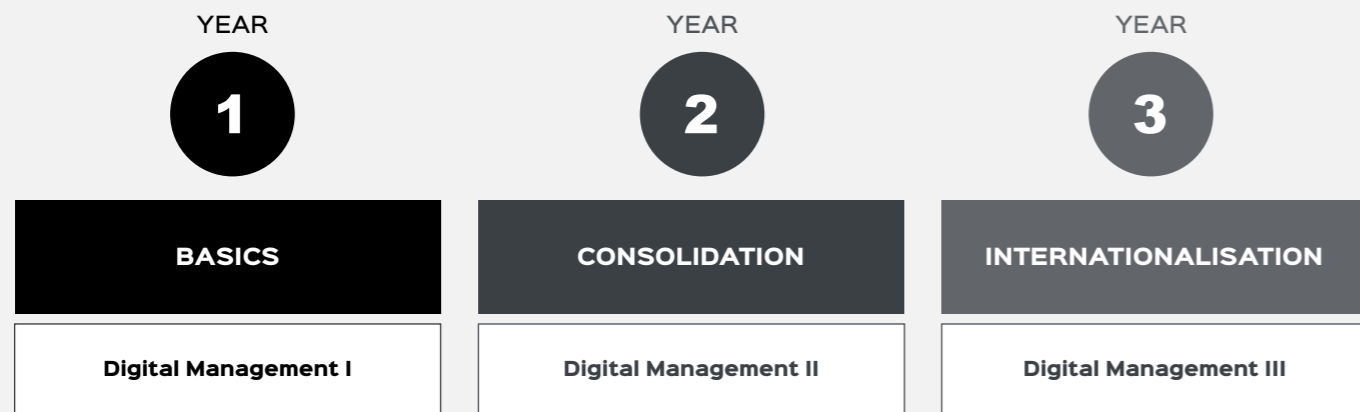 YEAR
1
BASICS
Digital Management I
YEAR
2
CONSOLIDATION
Digital Management II
YEAR
3
INTERNATIONALISATION
Digital Management III